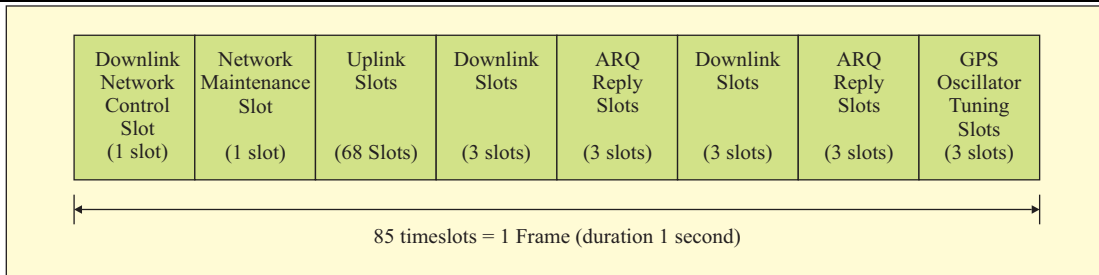 Downlink
Network
Control
Slot
(1 slot)
Network
Maintenance
Slot
(1 slot)
Uplink
Slots
(68 Slots)
Downlink
Slots
(3 slots)
ARQ
Reply
Slots
(3 slots)
Downlink
Slots
(3 slots)
ARQ
Reply
Slots
(3 slots)
GPS
Oscillator
Tuning
Slots
(3 slots)
85 timeslots = 1 Frame (duration 1 second)